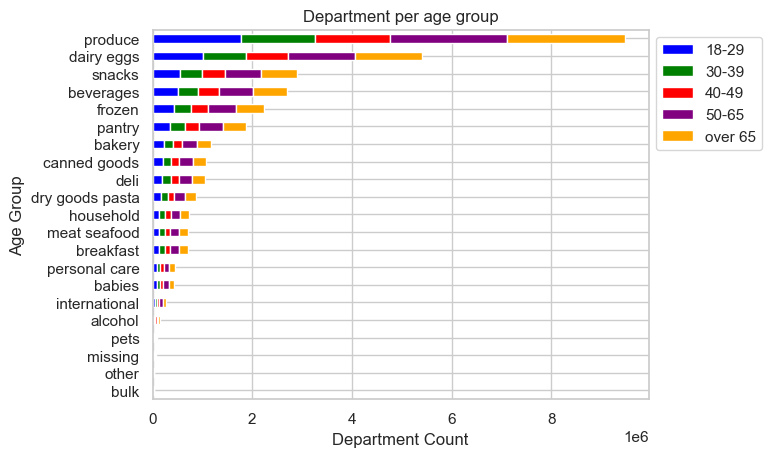 Department per age group
produce
dairy eggs
snacks
beverages
frozen
pantry
bakery
canned goods
deli
dry goods pasta
household
meat seafood
breakfast
personal care
babies
international
alcohol
pets
missing
other
bulk
Age Group
0 2 4 6 8
1e6
Department Count
18-29
30-39
40-49
50-65
over 65